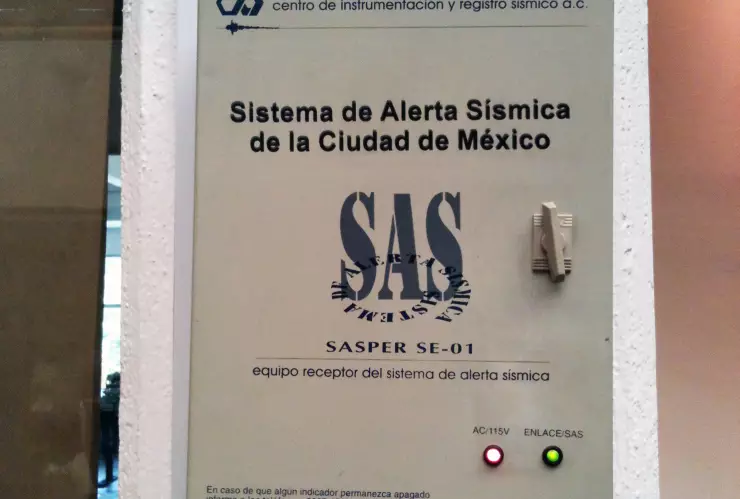 centro de instrumentación y registro sísmico a.c.
Sistema de Alerta Sísmica
de la Ciudad de México
SAS
SISTEMA DE ALERTA SÍSMICA
SASPER SE-01
equipo receptor del sistema de alerta sísmica
AC/115V ENLACE/SAS
En caso de que algún indicador permanezca apagado